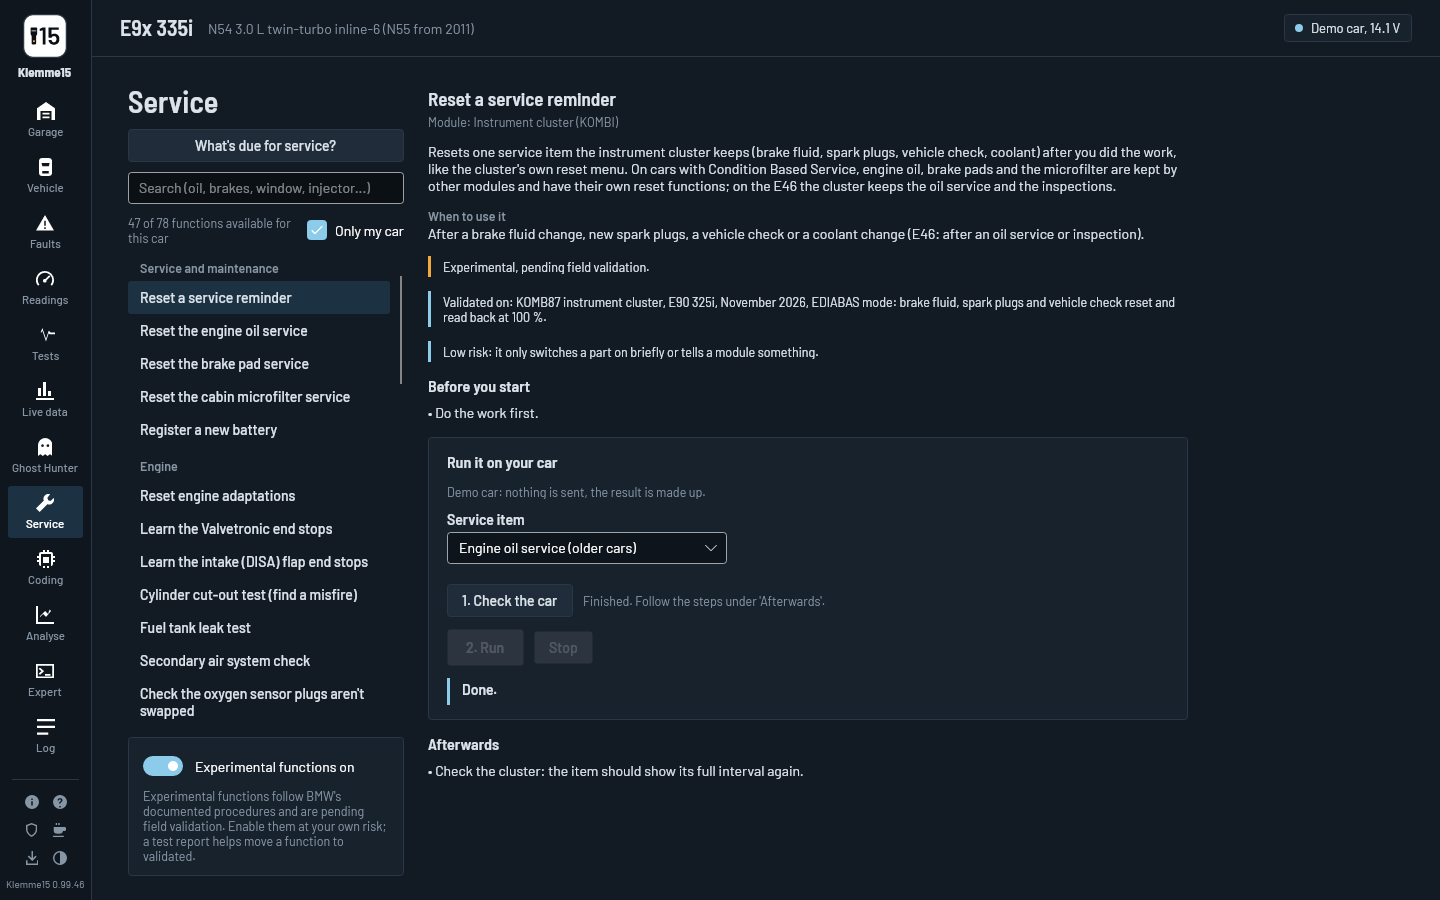 15
Klemme15
Garage
Vehicle
Faults
Readings
Tests
Live data
Ghost Hunter
Service
Coding
Analyse
Expert
Log
Klemme15 0.99.46
E9x 335i
N54 3.0 L twin-turbo inline-6 (N55 from 2011)
Demo car, 14.1 V
Service
What's due for service?
Search (oil, brakes, window, injector...)
47 of 78 functions available for
this car
Only my car
Service and maintenance
Reset a service reminder
Reset the engine oil service
Reset the brake pad service
Reset the cabin microfilter service
Register a new battery
Engine
Reset engine adaptations
Learn the Valvetronic end stops
Learn the intake (DISA) flap end stops
Cylinder cut-out test (find a misfire)
Fuel tank leak test
Secondary air system check
Check the oxygen sensor plugs aren't
swapped
Experimental functions on
Experimental functions follow BMW's
documented procedures and are pending
field validation. Enable them at your own risk;
a test report helps move a function to
validated.
Reset a service reminder
Module: Instrument cluster (KOMBI)
Resets one service item the instrument cluster keeps (brake fluid, spark plugs, vehicle check, coolant) after you did the work,
like the cluster's own reset menu. On cars with Condition Based Service, engine oil, brake pads and the microfilter are kept by
other modules and have their own reset functions; on the E46 the cluster keeps the oil service and the inspections.
When to use it
After a brake fluid change, new spark plugs, a vehicle check or a coolant change (E46: after an oil service or inspection).
Experimental, pending field validation.
Validated on: KOMB87 instrument cluster, E90 325i, November 2026, EDIABAS mode: brake fluid, spark plugs and vehicle check reset and
read back at 100 %.
Low risk: it only switches a part on briefly or tells a module something.
Before you start
• Do the work first.
Run it on your car
Demo car: nothing is sent, the result is made up.
Service item
Engine oil service (older cars)
1. Check the car
Finished. Follow the steps under 'Afterwards'.
2. Run
Stop
Done.
Afterwards
• Check the cluster: the item should show its full interval again.